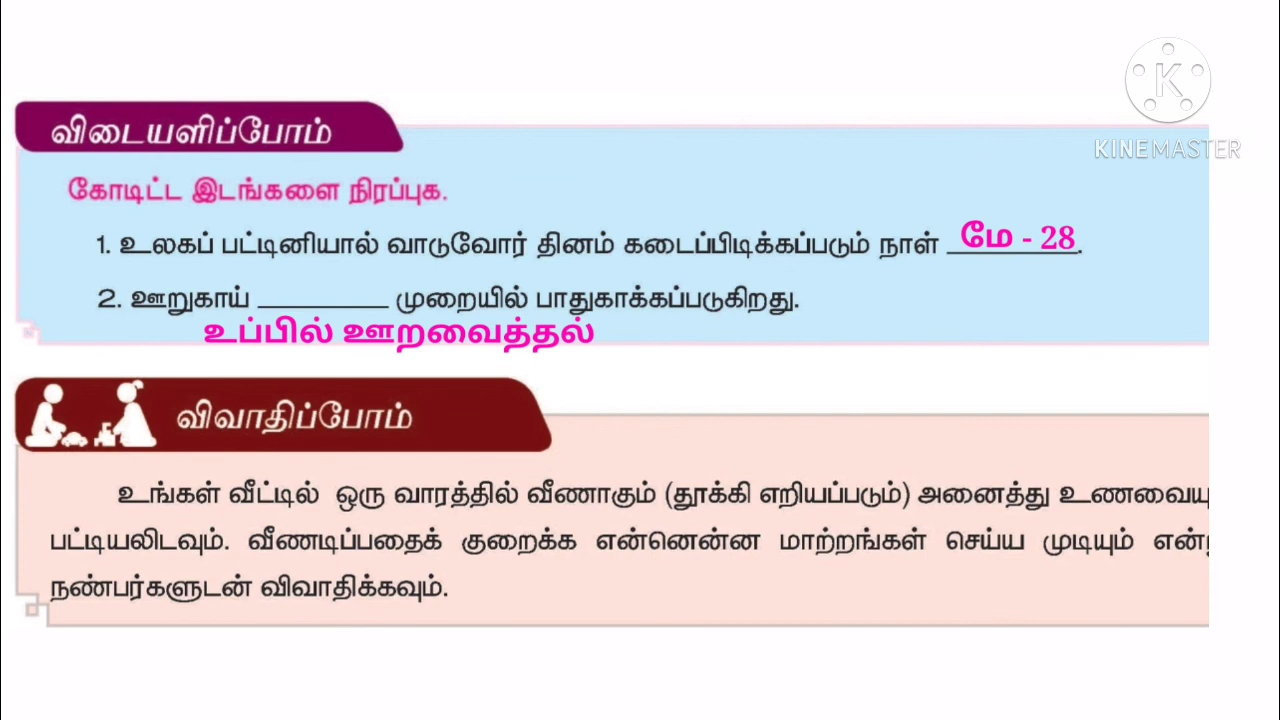 KINEMASTER
விடையளிப்போம்
கோடிட்ட இடங்களை நிரப்புக.
1. உலகப் பட்டினியால் வாடுவோர் தினம் கடைப்பிடிக்கப்படும் நாள் மே - 28.
2. ஊறுகாய் __________ முறையில் பாதுகாக்கப்படுகிறது.
உப்பில் ஊறவைத்தல்
விவாதிப்போம்
உங்கள் வீட்டில் ஒரு வாரத்தில் வீணாகும் (தூக்கி எறியப்படும்) அனைத்து
பட்டியலிடவும். வீணடிப்பதைக் குறைக்க என்னென்ன மாற்றங்கள் செய்ய முடியும்
நண்பர்களுடன் விவாதிக்கவும்.